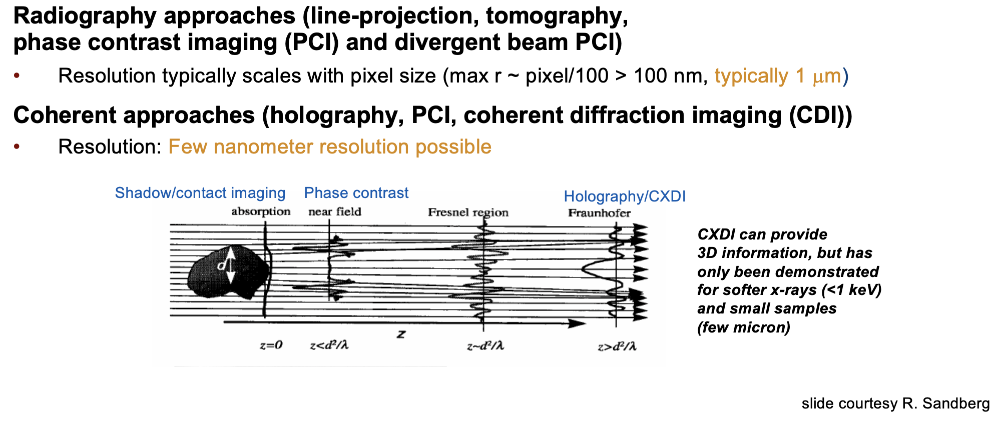 Radiography approaches (line-projection, tomography,
phase contrast imaging (PCI) and divergent beam PCI)
• Resolution typically scales with pixel size (max r ~ pixel/100 > 100 nm, typically 1 μm)
Coherent approaches (holography, PCI, coherent diffraction imaging (CDI))
• Resolution: Few nanometer resolution possible
Shadow/contact imaging
Phase contrast
Holography/CXDI
absorption
near field
Fresnel region
Fraunhofer
d
z
z=0
z<d²/λ
z~d²/λ
z>d²/λ
CXDI can provide
3D information, but has
only been demonstrated
for softer x-rays (<1 keV)
and small samples
(few micron)
slide courtesy R. Sandberg